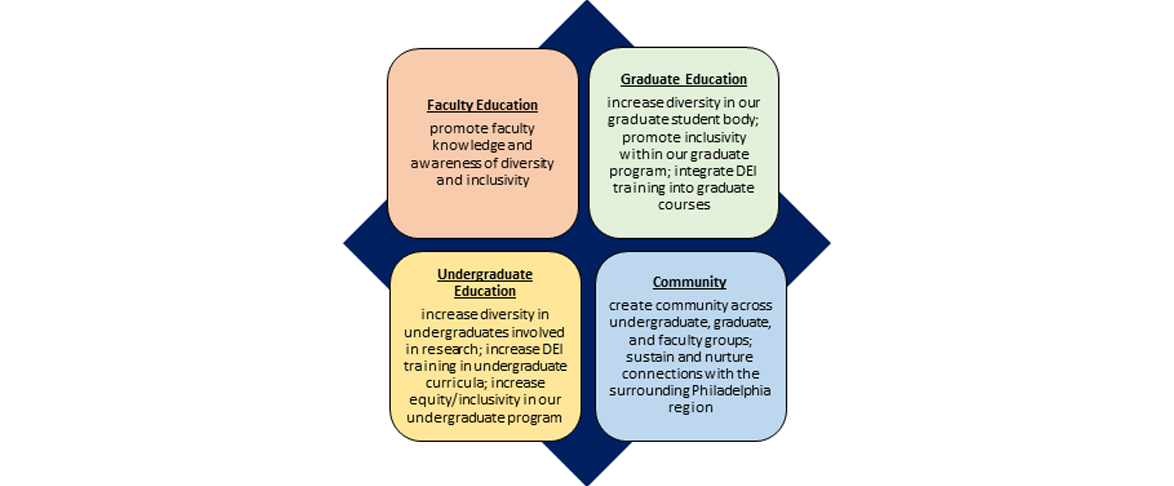 Faculty Education
promote faculty
knowledge and
awareness of diversity
and inclusivity
Graduate Education
increase diversity in our
graduate student body;
promote inclusivity
within our graduate
program; integrate DEI
training into graduate
courses
Undergraduate
Education
increase diversity in
undergraduates involved
in research; increase DEI
training in undergraduate
curricula; increase
equity/inclusivity in our
undergraduate program
Community
create community across
undergraduate, graduate,
and faculty groups;
sustain and nurture
connections with the
surrounding Philadelphia
region